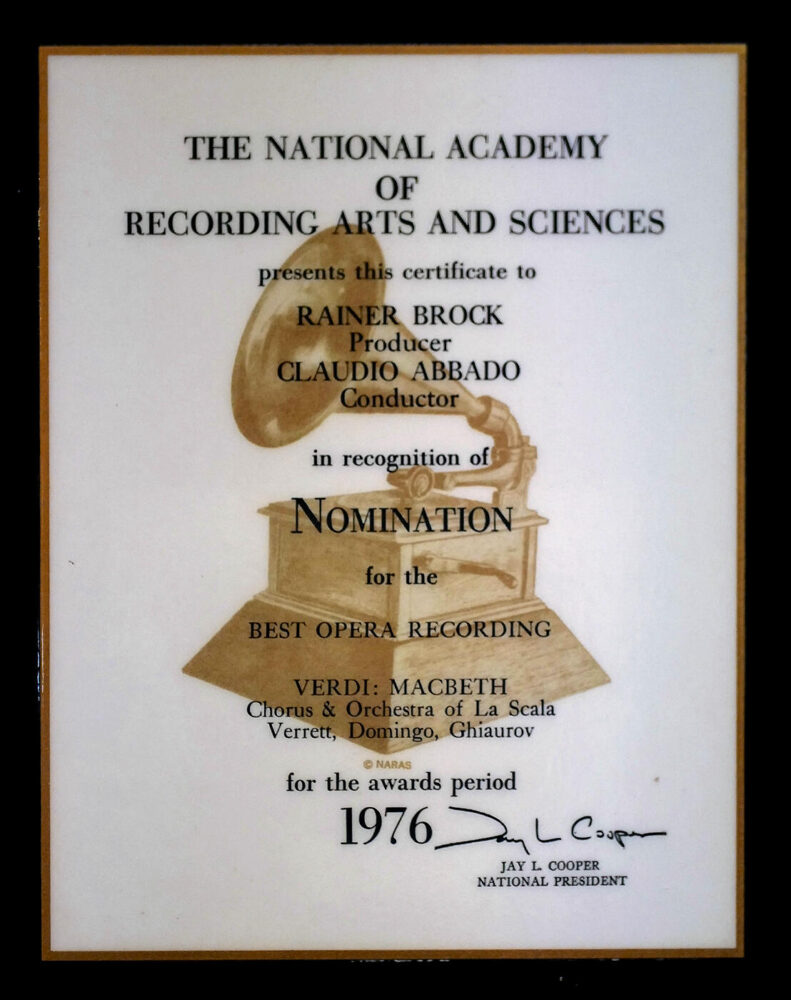 THE NATIONAL ACADEMY
OF
RECORDING ARTS AND SCIENCES
presents this certificate to
RAINER BROCK
Producer
CLAUDIO ABBADO
Conductor
in recognition of
NOMINATION
for the
BEST OPERA RECORDING
VERDI: MACBETH
Chorus & Orchestra of La Scala
Verrett, Domingo, Ghiaurov
© NARAS
for the awards period
1976 Jay L Cooper
JAY L. COOPER
NATIONAL PRESIDENT